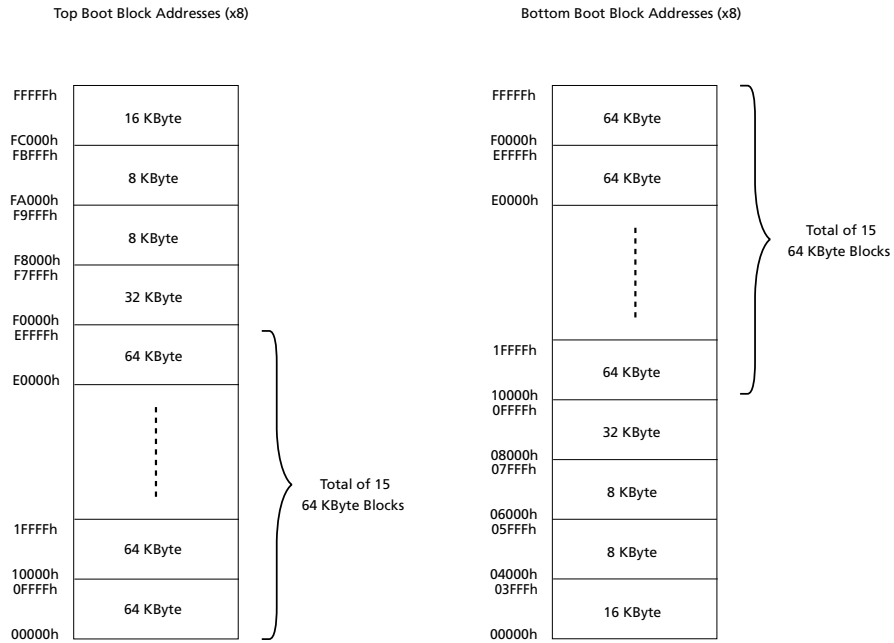 Top Boot Block Addresses (x8)
FFFFFh
16 KByte
FC000h
FBFFFh
8 KByte
FA000h
F9FFFh
8 KByte
F8000h
F7FFFh
32 KByte
F0000h
EFFFFh
64 KByte
E0000h
Total of 15
64 KByte Blocks
1FFFFh
64 KByte
10000h
0FFFFh
64 KByte
00000h
Bottom Boot Block Addresses (x8)
FFFFFh
64 KByte
F0000h
EFFFFh
64 KByte
E0000h
Total of 15
64 KByte Blocks
1FFFFh
64 KByte
10000h
0FFFFh
32 KByte
08000h
07FFFh
8 KByte
06000h
05FFFh
8 KByte
04000h
03FFFh
16 KByte
00000h